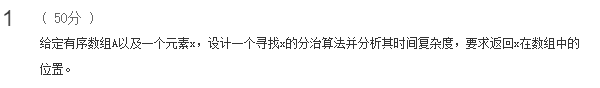 1 （ 50分 ）
给定有序数组A以及一个元素x，设计一个寻找x的分治算法并分析其时间复杂度，要求返回x在数组中的
位置。